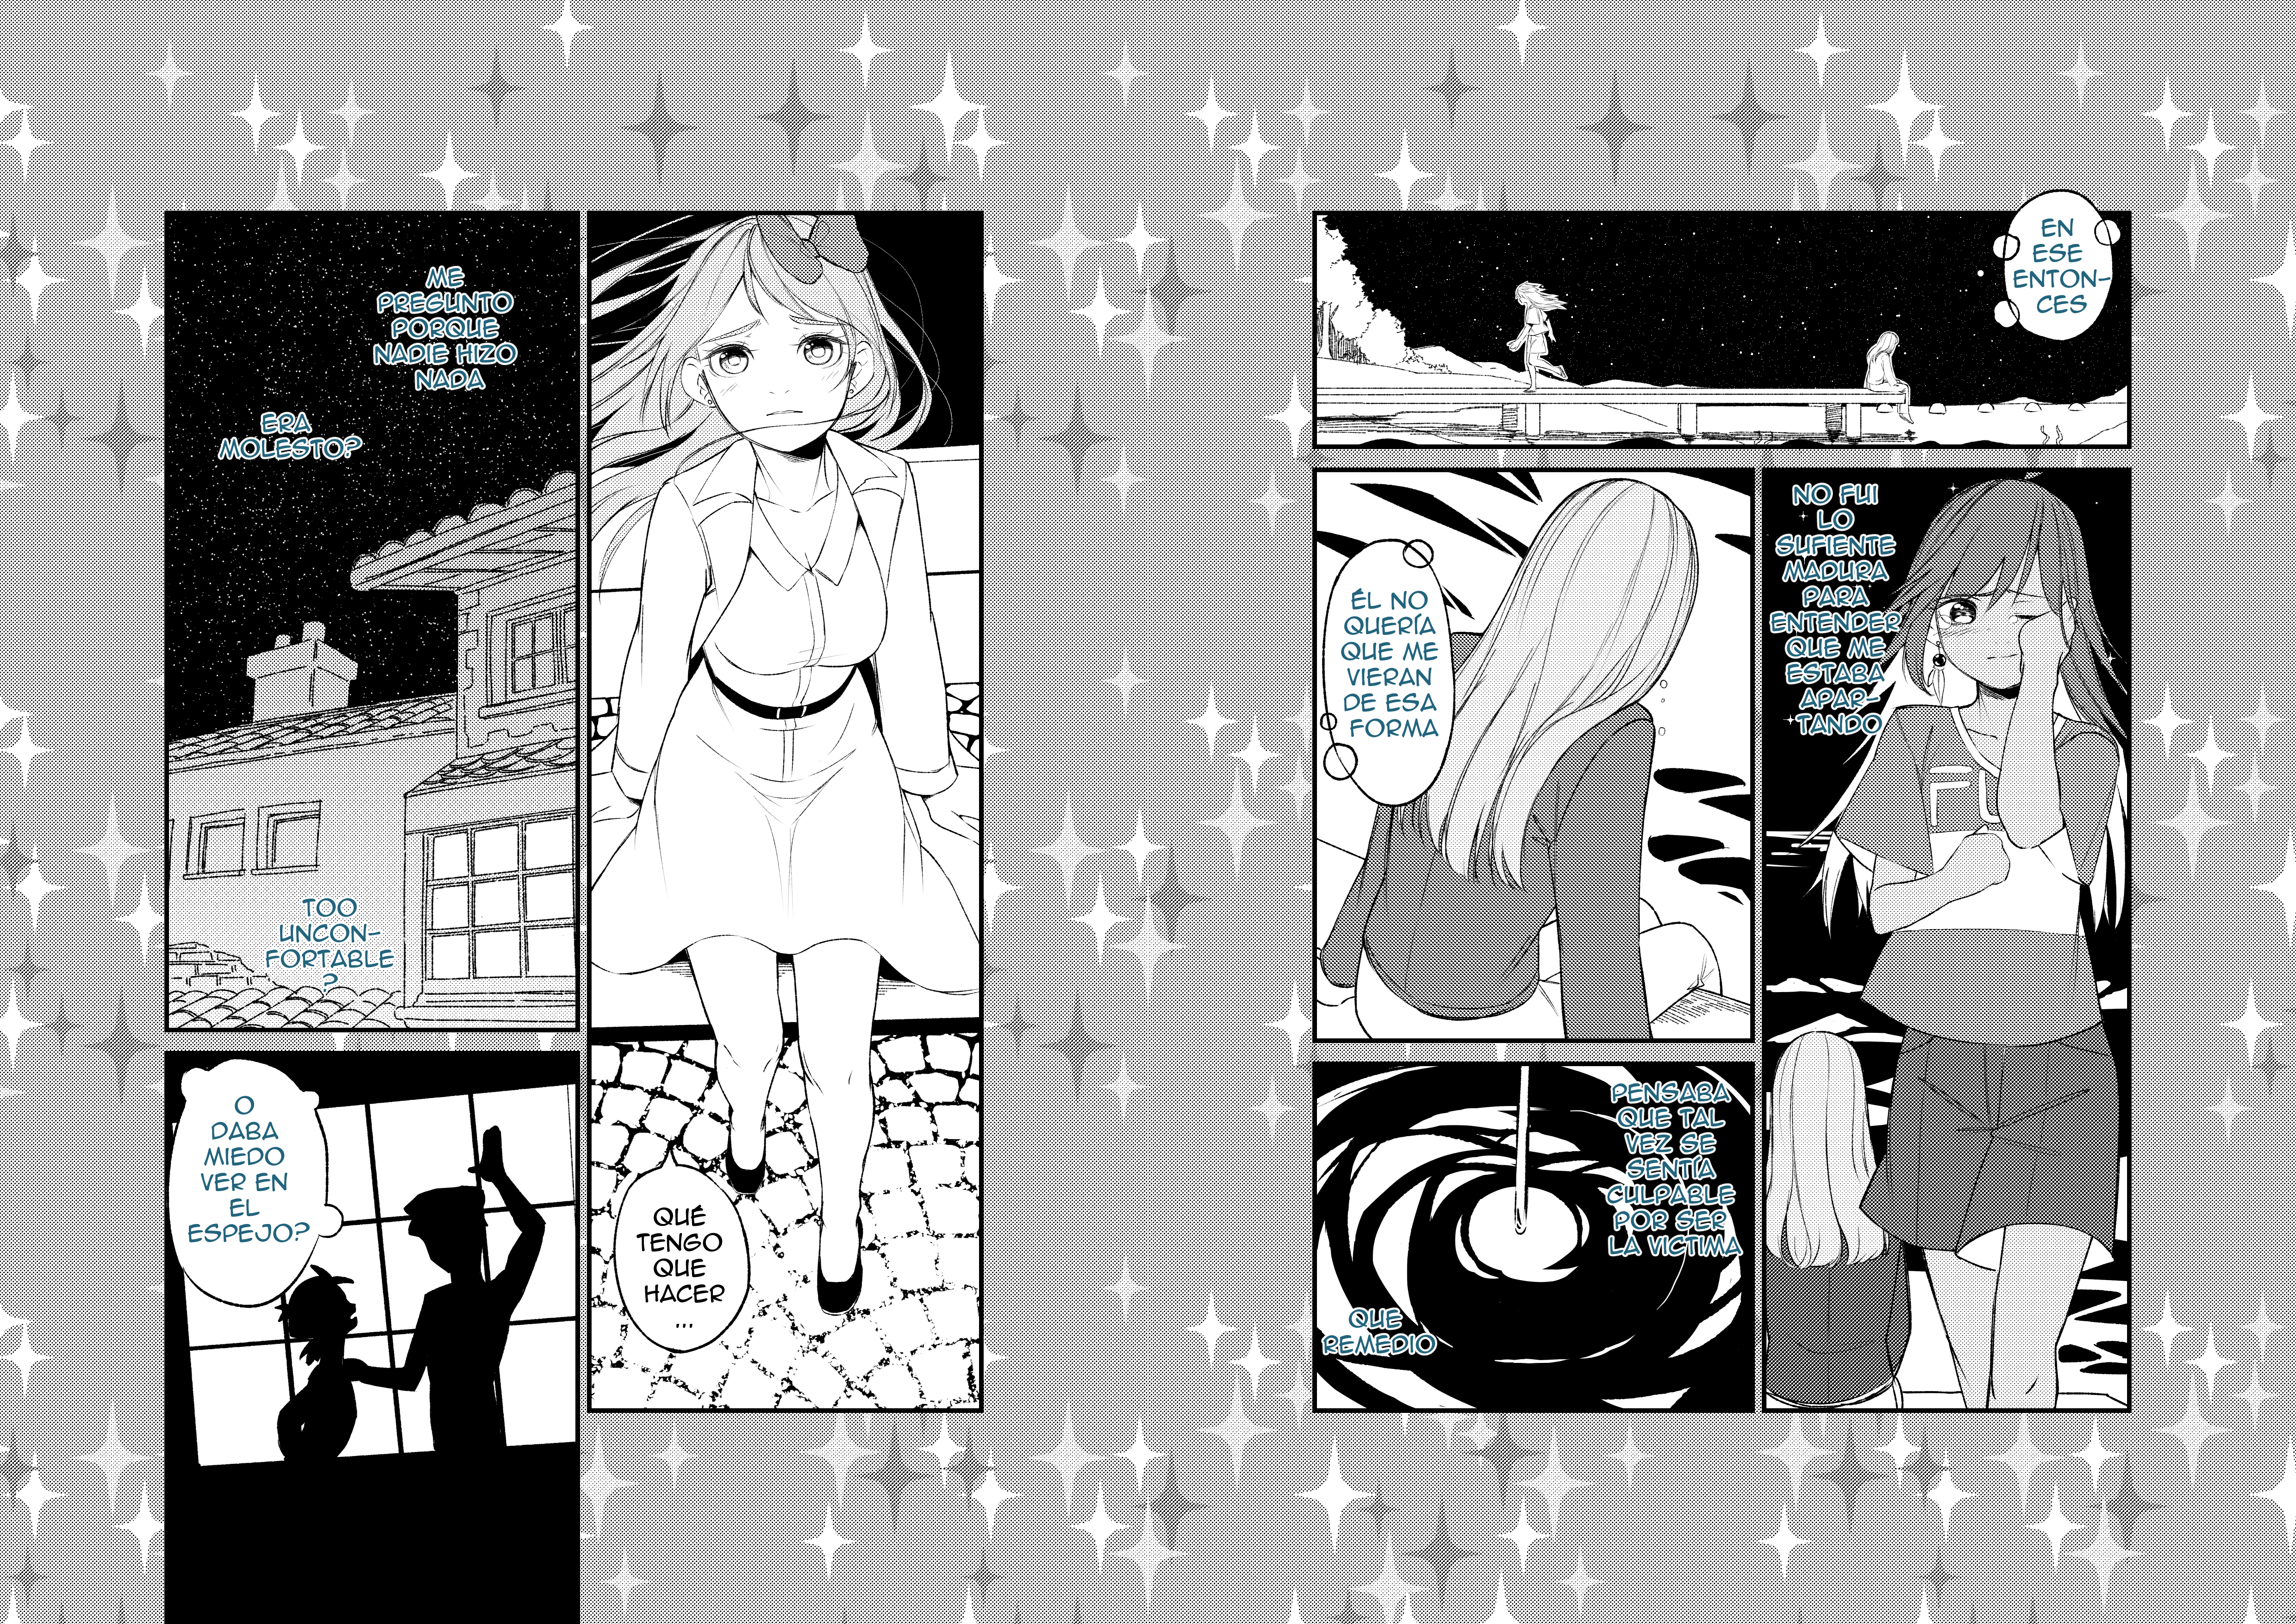 EN
ESE
ENTON-
CES
NO FUI
LO
SUFIENTE
MADURA
PARA
ENTENDER
QUE ME
ESTABA
APAR-
TANDO
FU
ÉL NO
QUERÍA
QUE ME
VIERAN
DE ESA
FORMA
PENSABA
QUE TAL
VEZ SE
SENTÍA
CULPABLE
POR SER
LA VICTIMA
QUE
REMEDIO
QUÉ
TENGO
QUE
HACER
...
ME
PREGUNTO
PORQUE
NADIE HIZO
NADA
ERA
MOLESTO?
TOO
UNCON-
FORTABLE
?
O
DABA
MIEDO
VER EN
EL
ESPEJO?